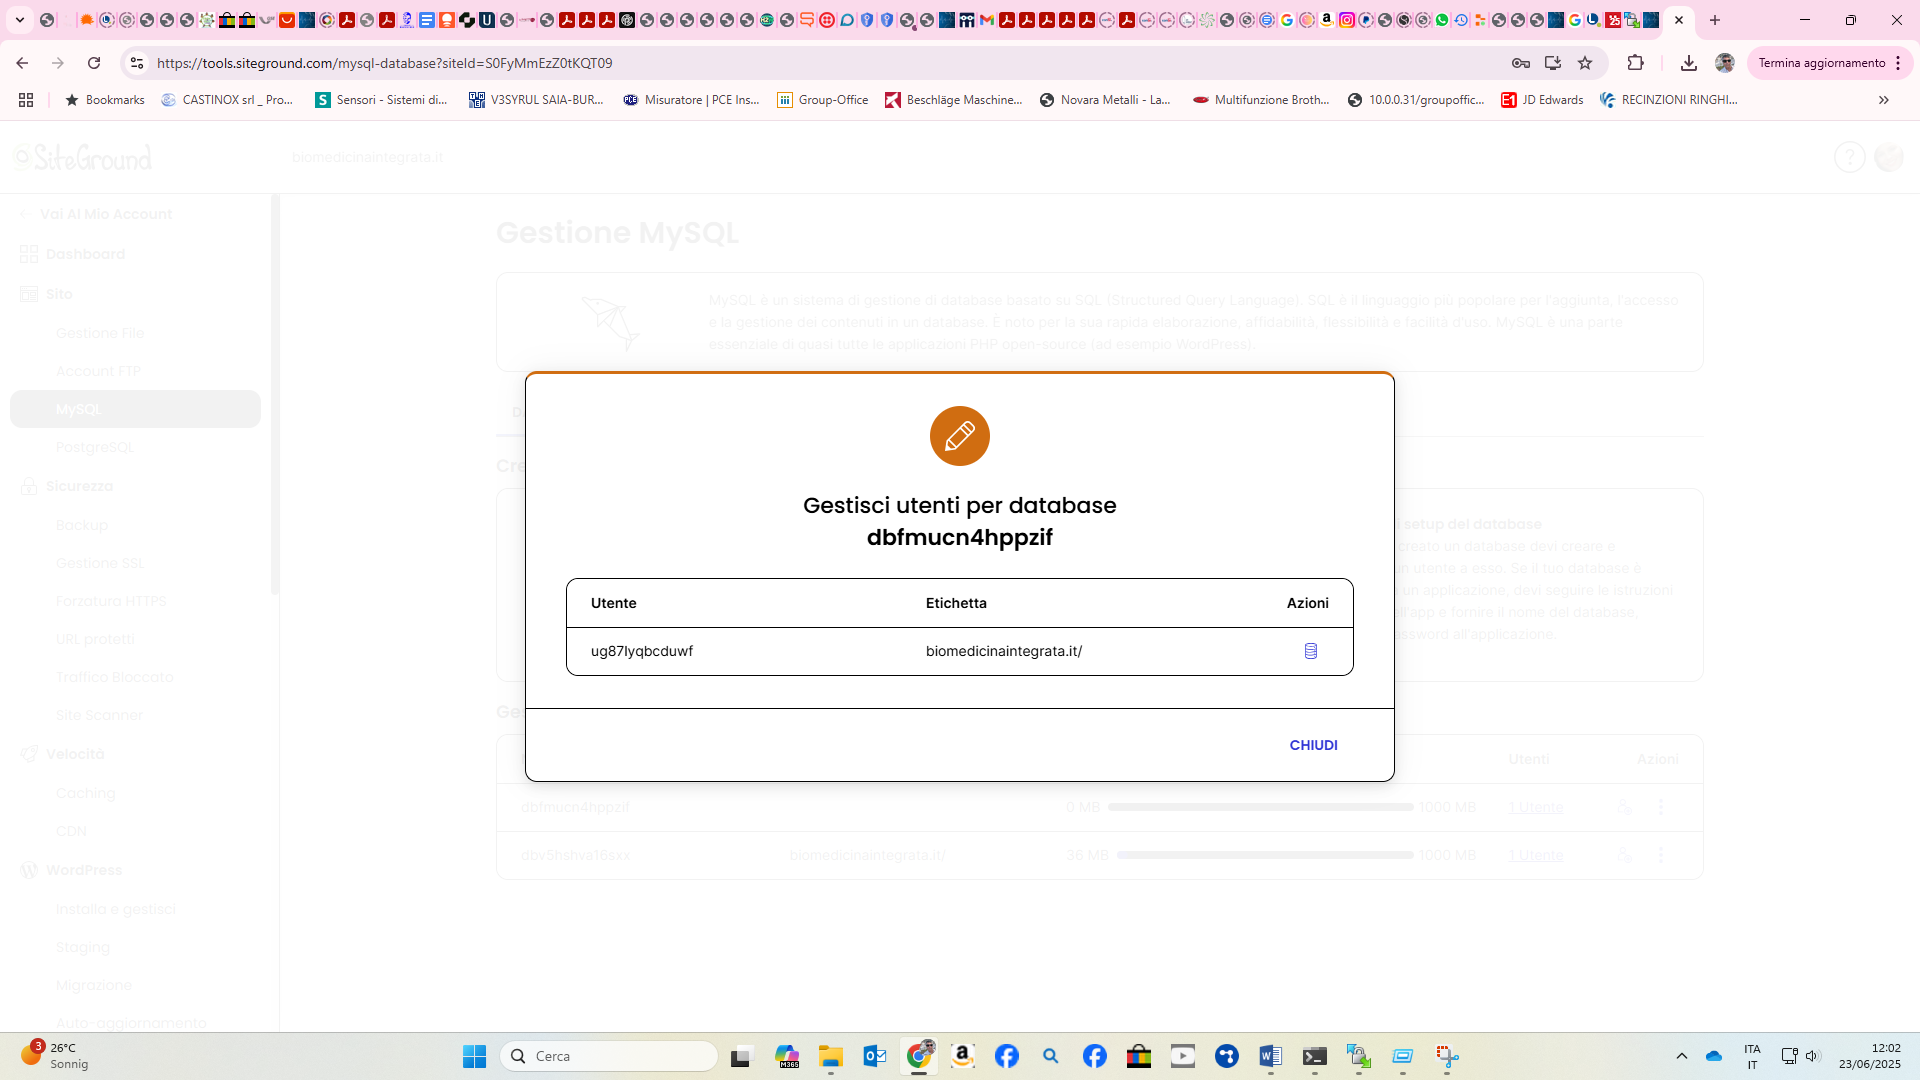 https://tools.siteground.com/mysql-database?siteId=S0FyMmEzZ0tKQT09
Termina aggiornamento
Bookmarks
CASTINOX srl _ Pro...
Sensori - Sistemi di...
V3SYRUL SAIA-BUR...
Misuratore | PCE Ins...
Group-Office
Beschläge Maschine...
Novara Metalli - La...
Multifunzione Broth...
10.0.0.31/groupoffic...
JD Edwards
RECINZIONI RINGHI...
SiteGround
biomedicinaintegrata.it
Vai Al Mio Account
Dashboard
Sito
Gestione File
Account FTP
MySQL
PostgreSQL
Sicurezza
Backup
Gestione SSL
Forzatura HTTPS
URL protetti
Traffico Bloccato
Site Scanner
Velocità
Caching
CDN
WordPress
Installa e gestisci
Staging
Migrazione
Auto-aggiornamento
Gestione MySQL
MySQL è un sistema di gestione di database basato su SQL (Structured Query Language). SQL è il linguaggio più popolare per l'aggiunta, l'accesso
e la gestione dei contenuti in un database. È noto per la sua rapida elaborazione, affidabilità, flessibilità e facilità d'uso. MySQL è una parte
essenziale di quasi tutte le applicazioni PHP open-source (ad esempio WordPress).
setup del database
creato un database devi creare e
un utente a esso. Se il tuo database è
un applicazione, devi seguire le istruzioni
all'app e fornire il nome del database,
password all'applicazione.
Gestisci utenti per database
dbfmucn4hppzif
Utente Etichetta Azioni
ug87lyqbcduwf biomedicinaintegrata.it/
CHIUDI
Utenti Azioni
dbfmucn4hppzif 0 MB 1000 MB 1 Utente
dbv5hshva16sxx biomedicinaintegrata.it/ 36 MB 1000 MB 1 Utente
3
26°C
Sonnig
Cerca
ITA
IT
12:02
23/06/2025